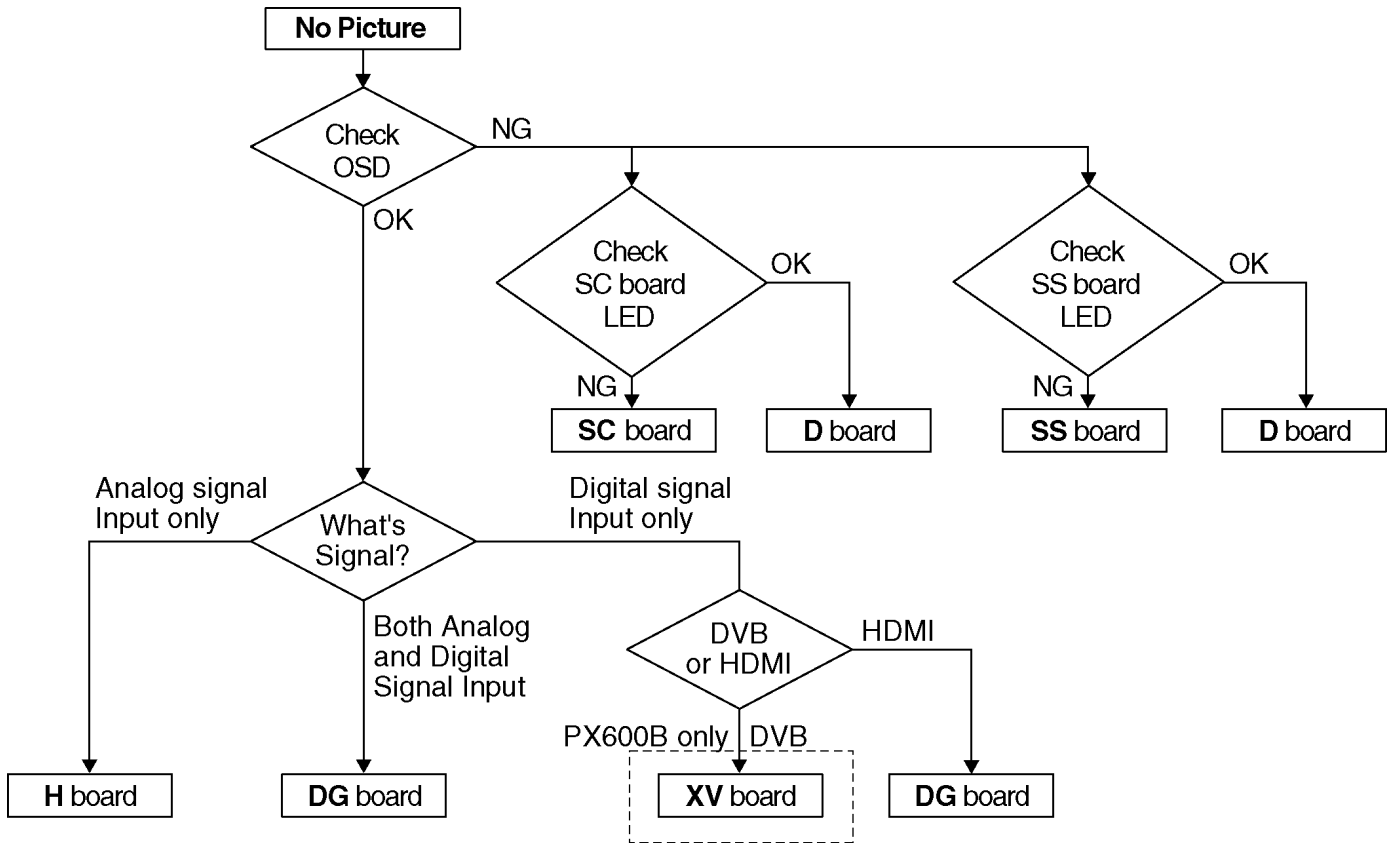 No Picture
Check
OSD
NG
OK
Check
SC board
LED
OK
NG
SC board
D board
Check
SS board
LED
OK
NG
SS board
D board
Analog signal
Input only
What's
Signal?
Digital signal
Input only
Both Analog
and Digital
Signal Input
DVB
or HDMI
HDMI
PX600B only
DVB
H board
DG board
XV board
DG board